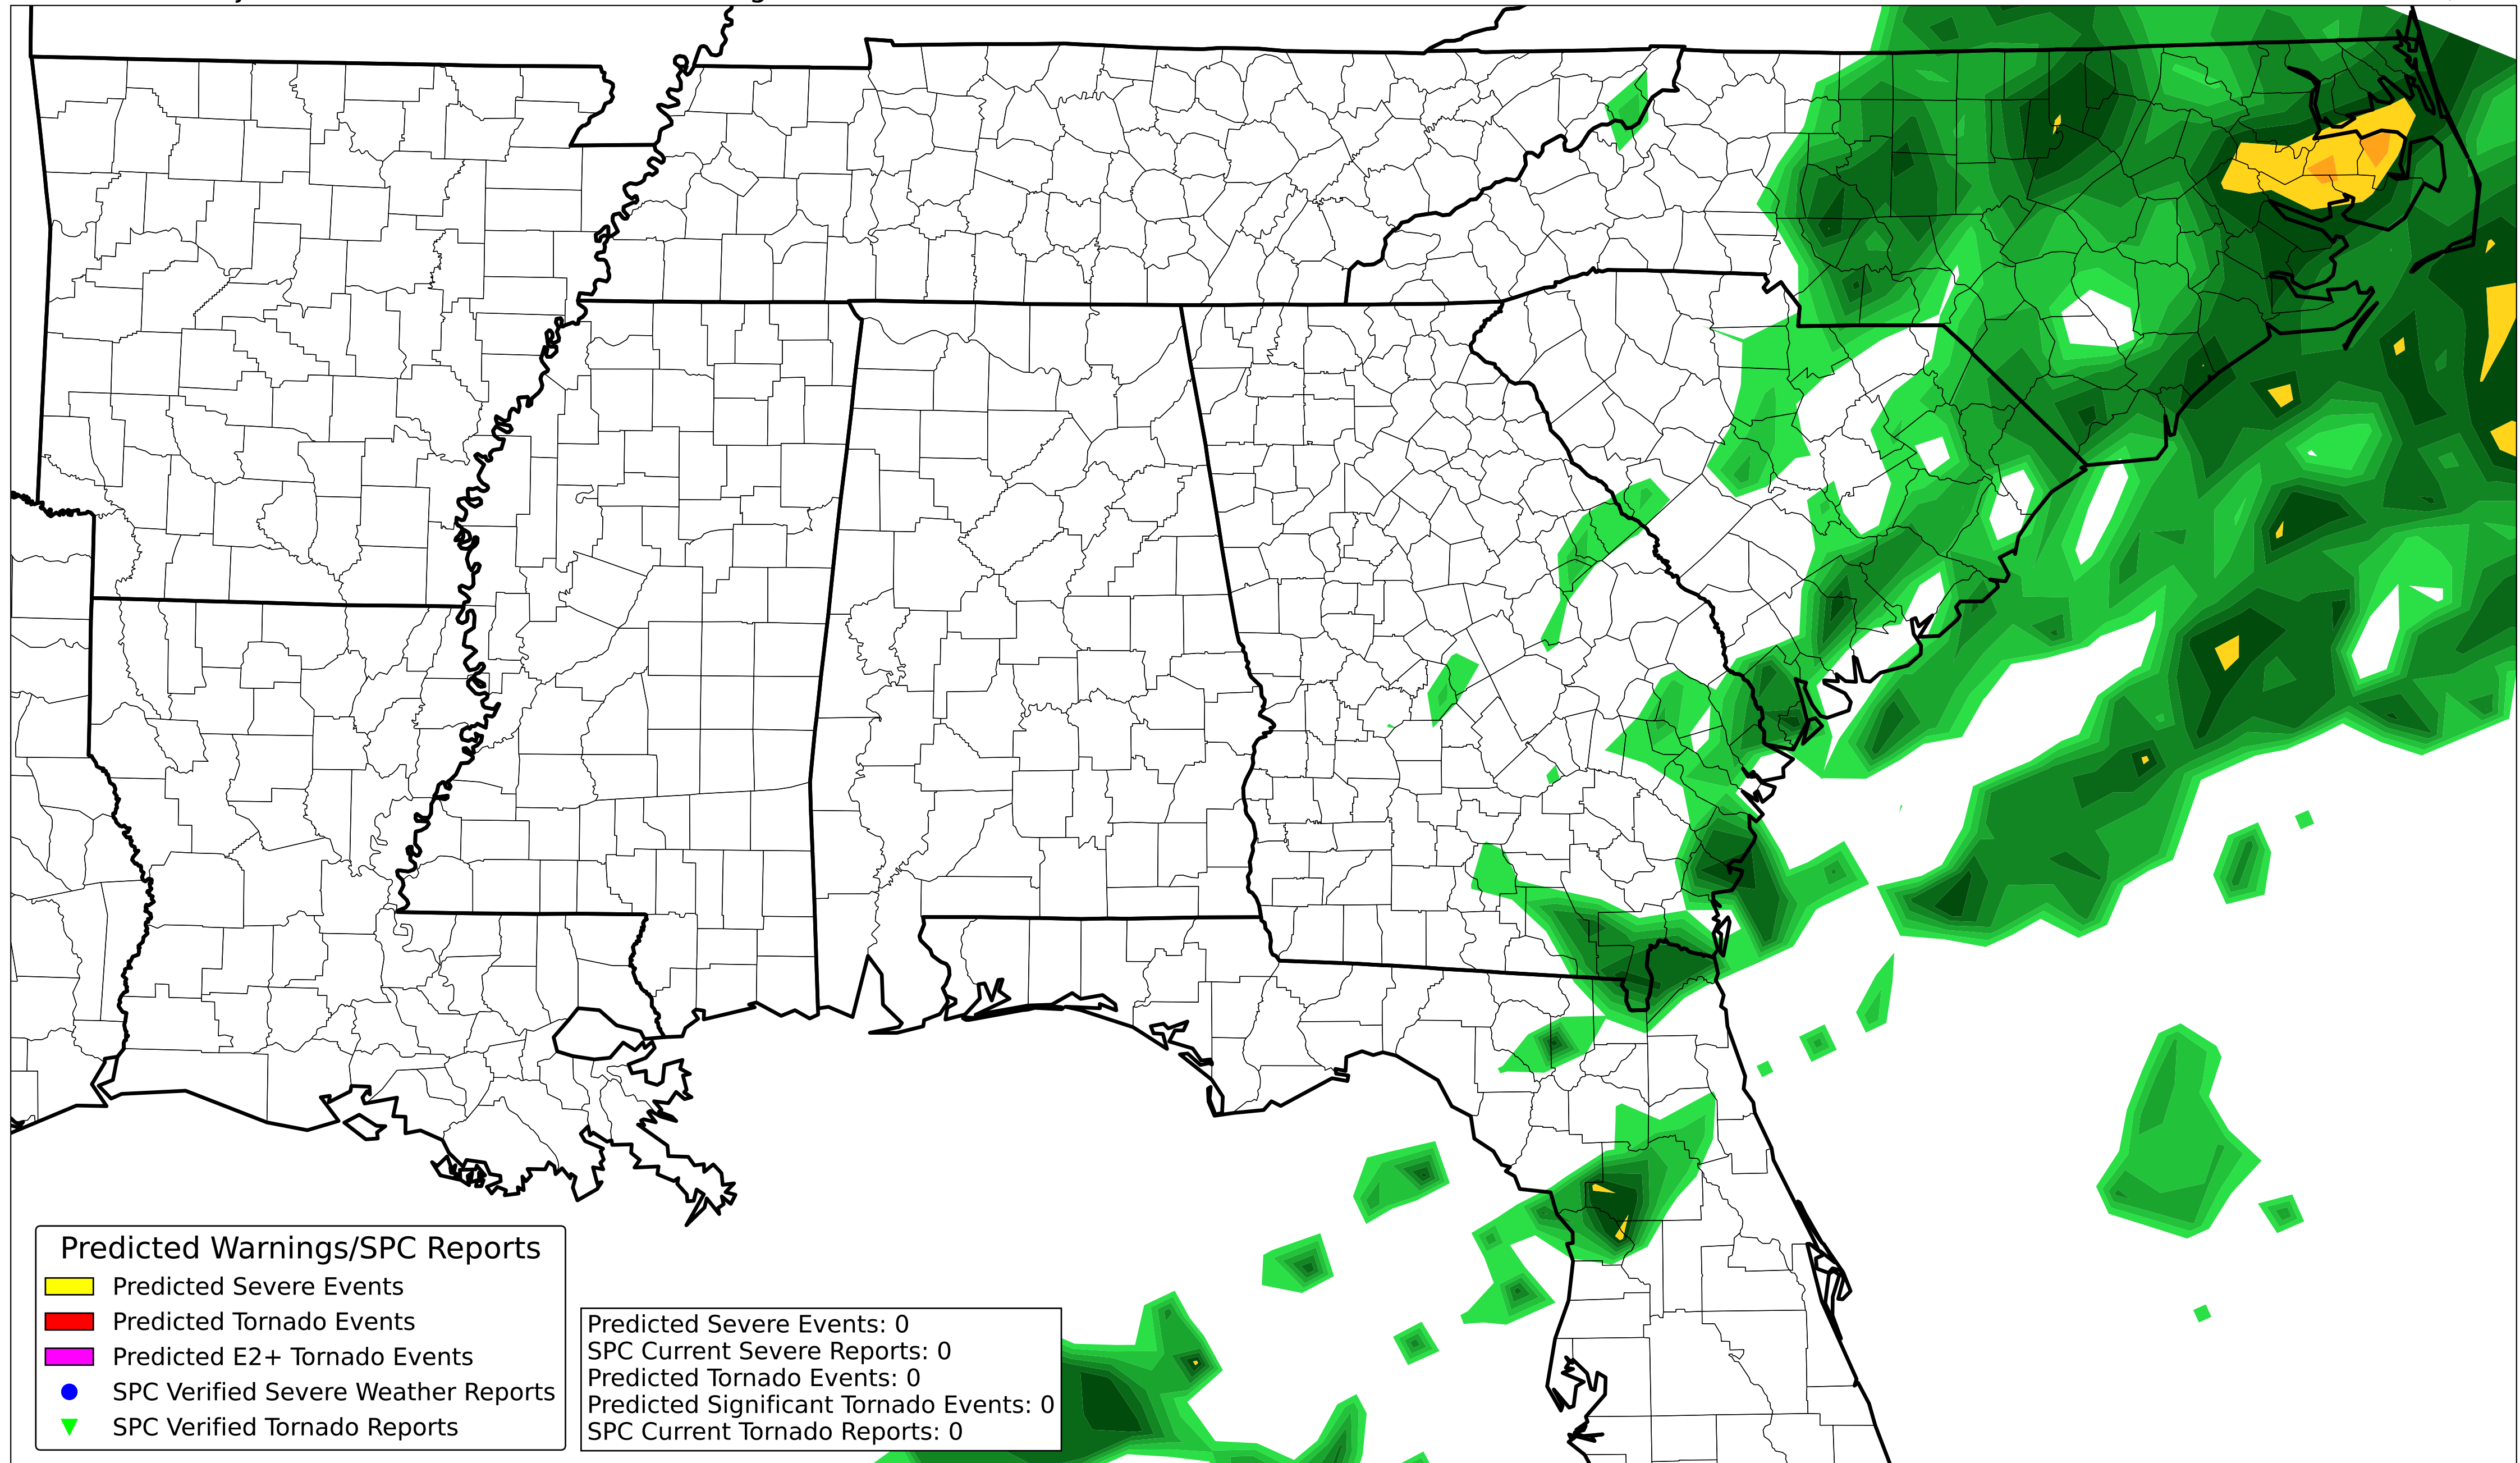 Predicted Warnings/SPC Reports
Predicted Severe Events
Predicted Tornado Events
Predicted E2+ Tornado Events
SPC Verified Severe Weather Reports
SPC Verified Tornado Reports
Predicted Severe Events: 0
SPC Current Severe Reports: 0
Predicted Tornado Events: 0
Predicted Significant Tornado Events: 0
SPC Current Tornado Reports: 0